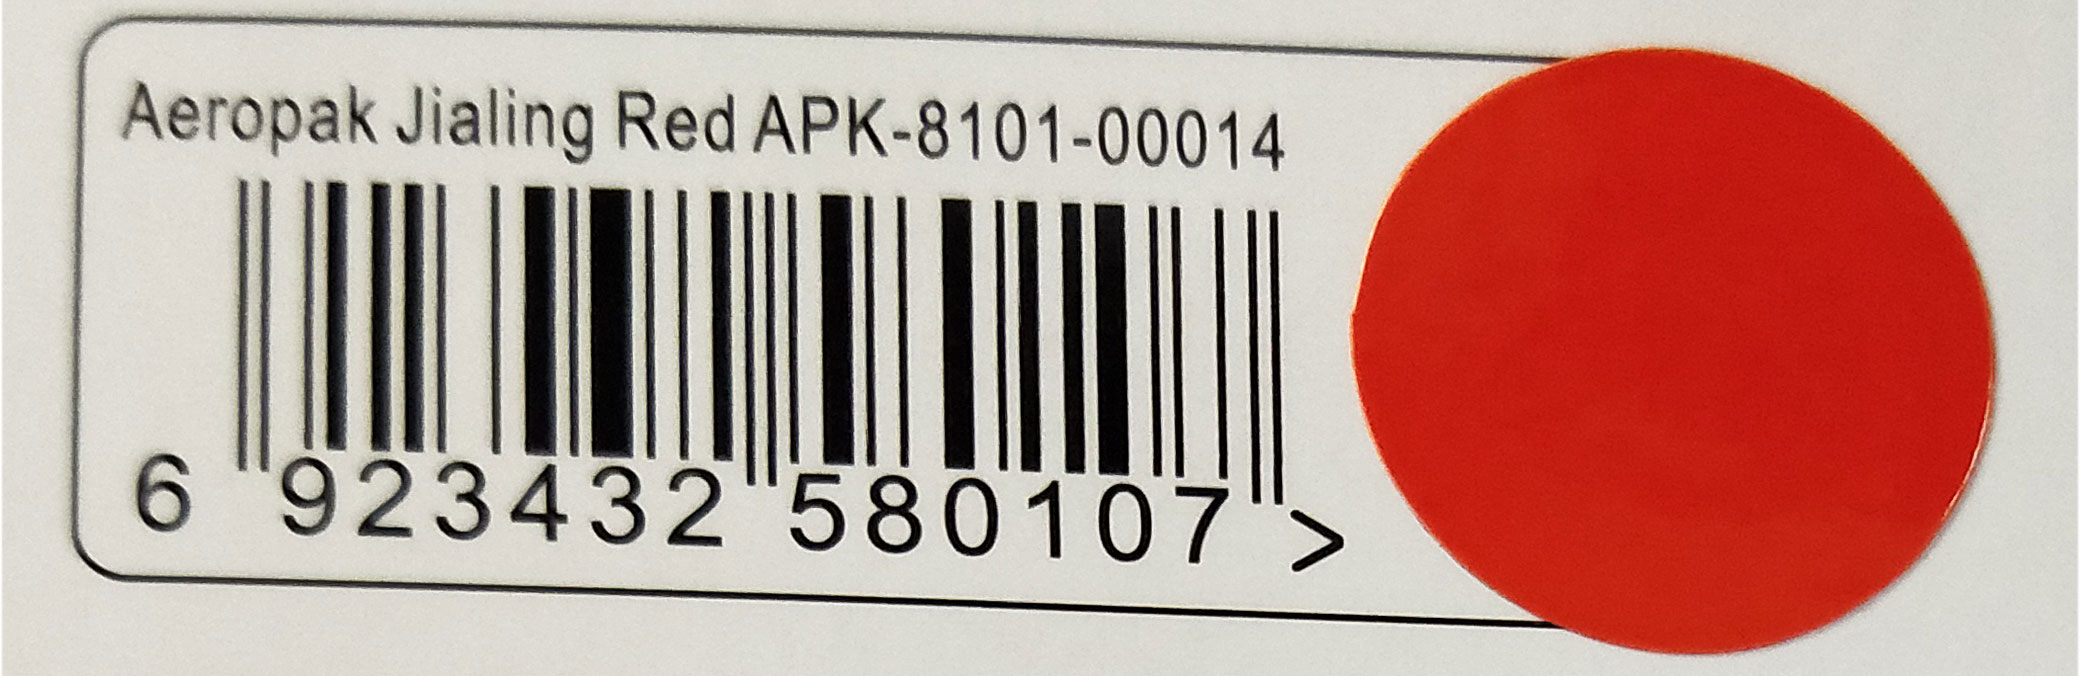 Aeropak Jialing Red APK-8101-00014
6 923432 580107 >